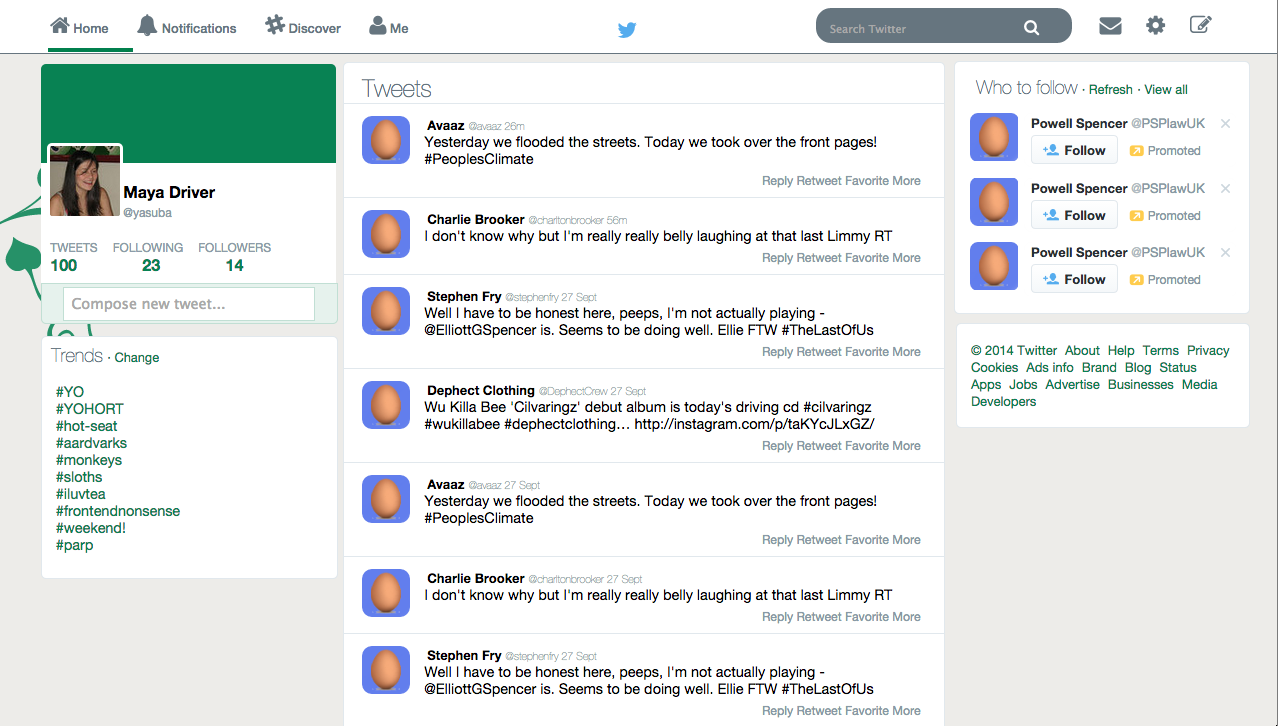 Home Notifications Discover Me Search Twitter
Maya Driver
@yasuba
TWEETS FOLLOWING FOLLOWERS
100 23 14
Compose new tweet...
Trends · Change
#YO
#YOHORT
#hot-seat
#aardvarks
#monkeys
#sloths
#iluvtea
#frontendnonsense
#weekend!
#parp
Tweets
Avaaz @avaaz 26m
Yesterday we flooded the streets. Today we took over the front pages!
#PeoplesClimate
Reply Retweet Favorite More
Charlie Brooker @charltonbrooker 56m
I don't know why but I'm really really belly laughing at that last Limmy RT
Reply Retweet Favorite More
Stephen Fry @stephenfry 27 Sept
Well I have to be honest here, peeps, I'm not actually playing -
@ElliottGSpencer is. Seems to be doing well. Ellie FTW #TheLastOfUs
Reply Retweet Favorite More
Dephect Clothing @DephectCrew 27 Sept
Wu Killa Bee 'Cilvaringz' debut album is today's driving cd #cilvaringz
#wukillabee #dephectclothing… http://instagram.com/p/taKYcJLxGZ/
Reply Retweet Favorite More
Avaaz @avaaz 27 Sept
Yesterday we flooded the streets. Today we took over the front pages!
#PeoplesClimate
Reply Retweet Favorite More
Charlie Brooker @charltonbrooker 27 Sept
I don't know why but I'm really really belly laughing at that last Limmy RT
Reply Retweet Favorite More
Stephen Fry @stephenfry 27 Sept
Well I have to be honest here, peeps, I'm not actually playing -
@ElliottGSpencer is. Seems to be doing well. Ellie FTW #TheLastOfUs
Reply Retweet Favorite More
Who to follow · Refresh · View all
Powell Spencer @PSPlawUK
Follow Promoted
Powell Spencer @PSPlawUK
Follow Promoted
Powell Spencer @PSPlawUK
Follow Promoted
© 2014 Twitter About Help Terms Privacy
Cookies Ads info Brand Blog Status
Apps Jobs Advertise Businesses Media
Developers